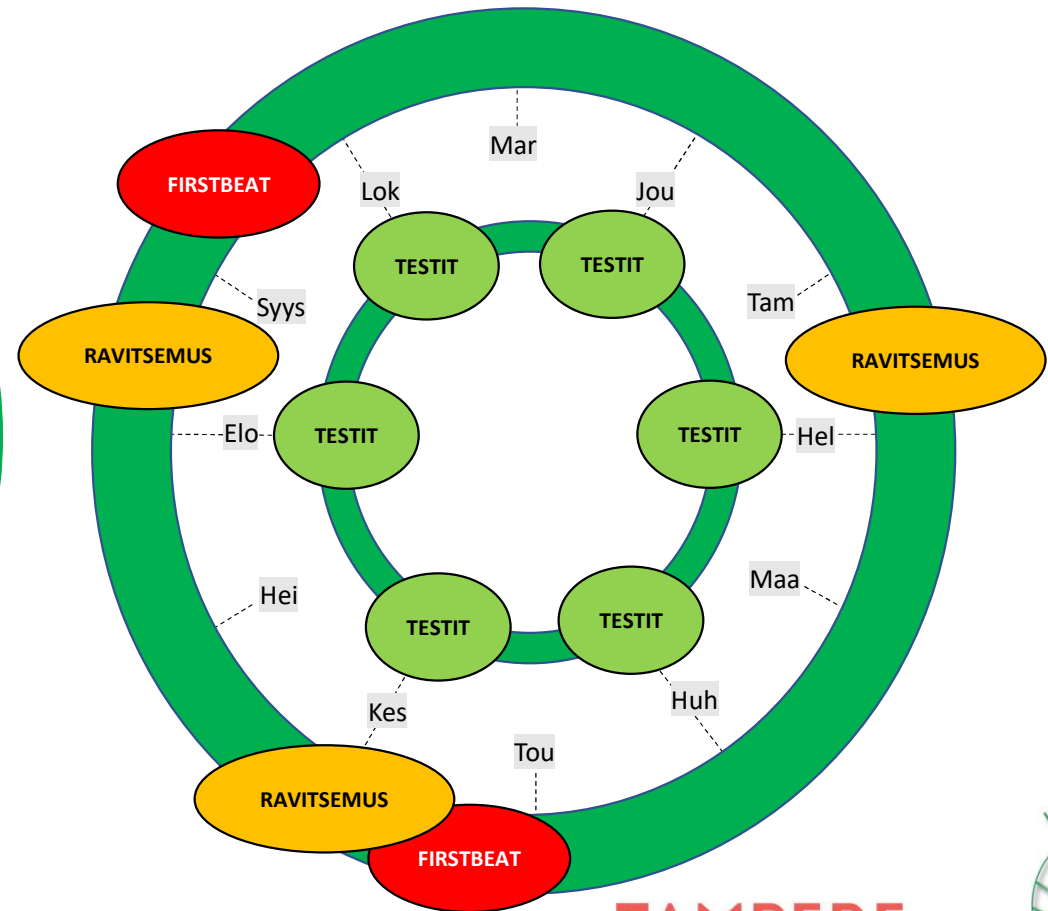 Mar
FIRSTBEAT
Lok
Jou
TESTIT
TESTIT
Syys
Tam
RAVITSEMUS
RAVITSEMUS
Elo
TESTIT
TESTIT
Hel
Hei
Maa
TESTIT
TESTIT
Kes
Huh
Tou
RAVITSEMUS
FIRSTBEAT
TAMPERE